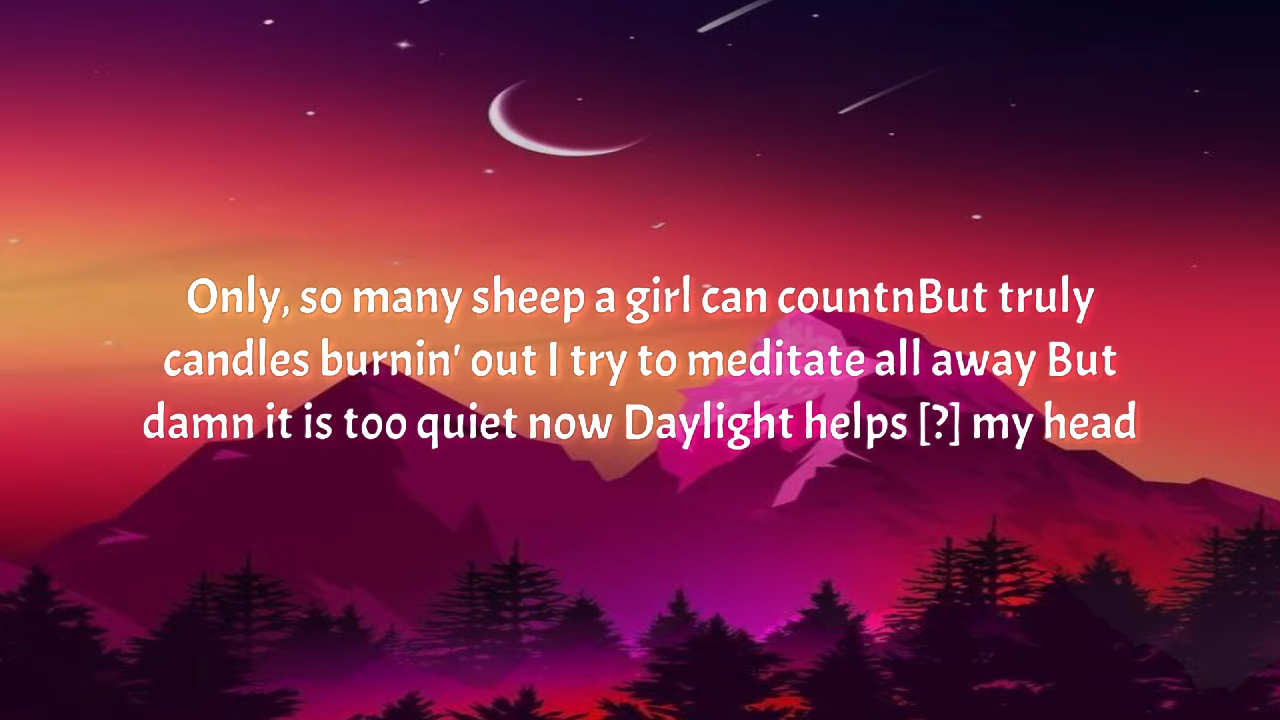 Only, so many sheep a girl can countnBut truly
candles burnin' out I try to meditate all away But
damn it is too quiet now Daylight helps [?] my head